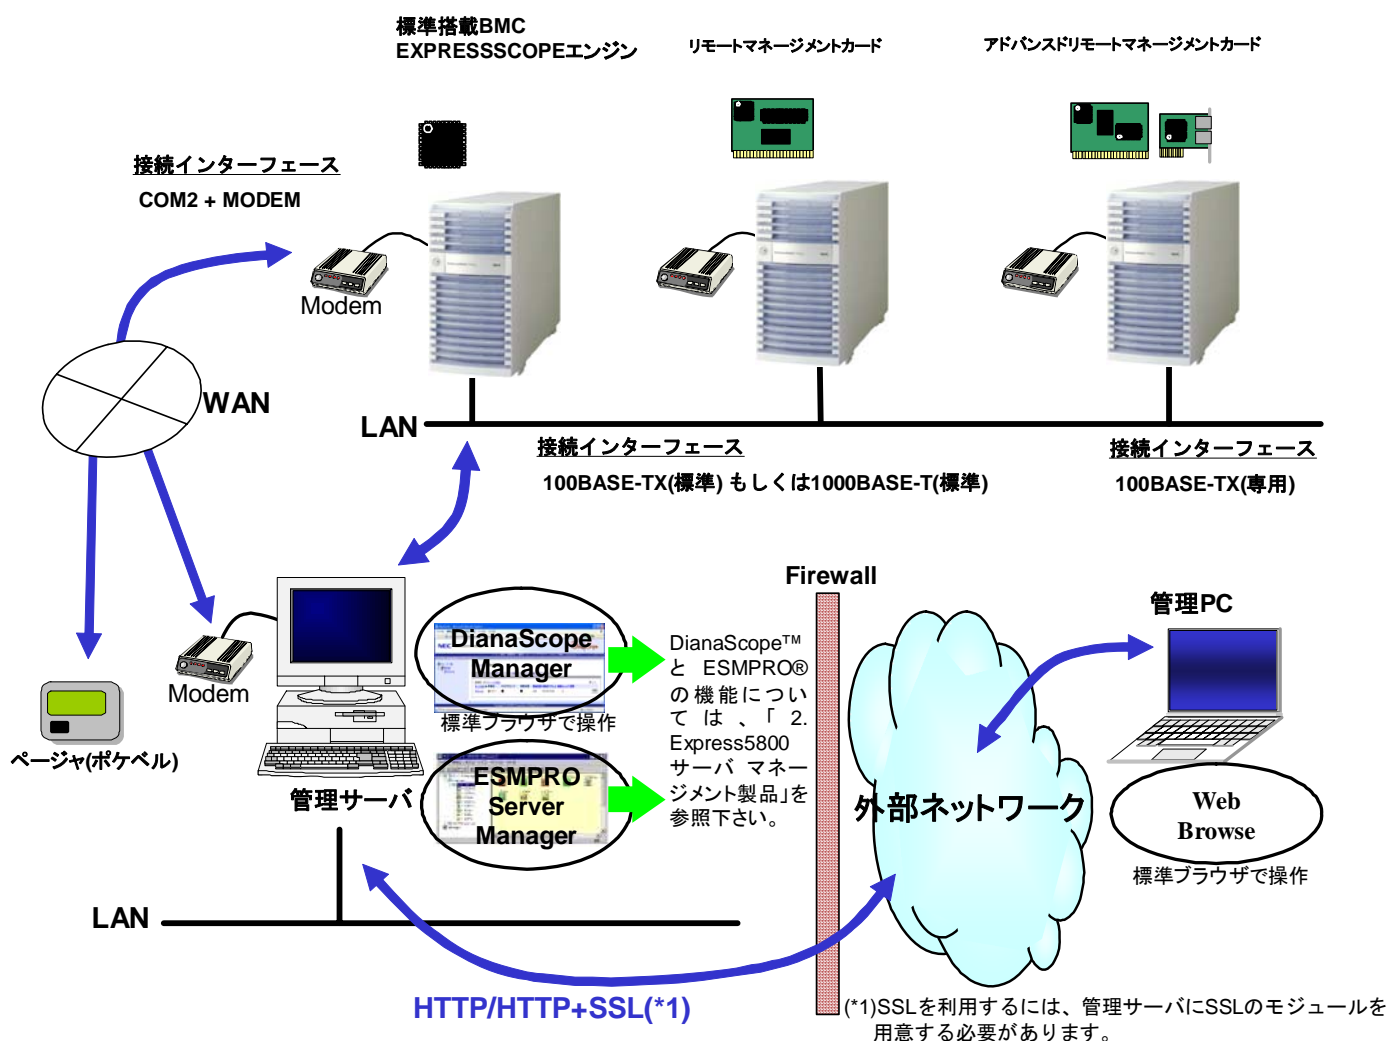 標準搭載BMC
EXPRESSSCOPEエンジン
リモートマネージメントカード
アドバンスドリモートマネージメントカード
接続インターフェース
COM2 + MODEM
Modem
WAN
LAN
接続インターフェース
100BASE-TX(標準) もしくは1000BASE-T(標準)
接続インターフェース
100BASE-TX(専用)
Firewall
管理PC
DianaScope
Manager
標準ブラウザで操作
DianaScope™
と ESMPRO®
の機能につい
ては、「 2.
Express5800
サーバ マネー
ジメント製品」を
参照下さい。
Modem
ページャ(ポケベル)
管理サーバ
ESMPRO
Server
Manager
外部ネットワーク
Web
Browse
標準ブラウザで操作
LAN
HTTP/HTTP+SSL(*1)
(*1)SSLを利用するには、管理サーバにSSLのモジュールを
用意する必要があります。